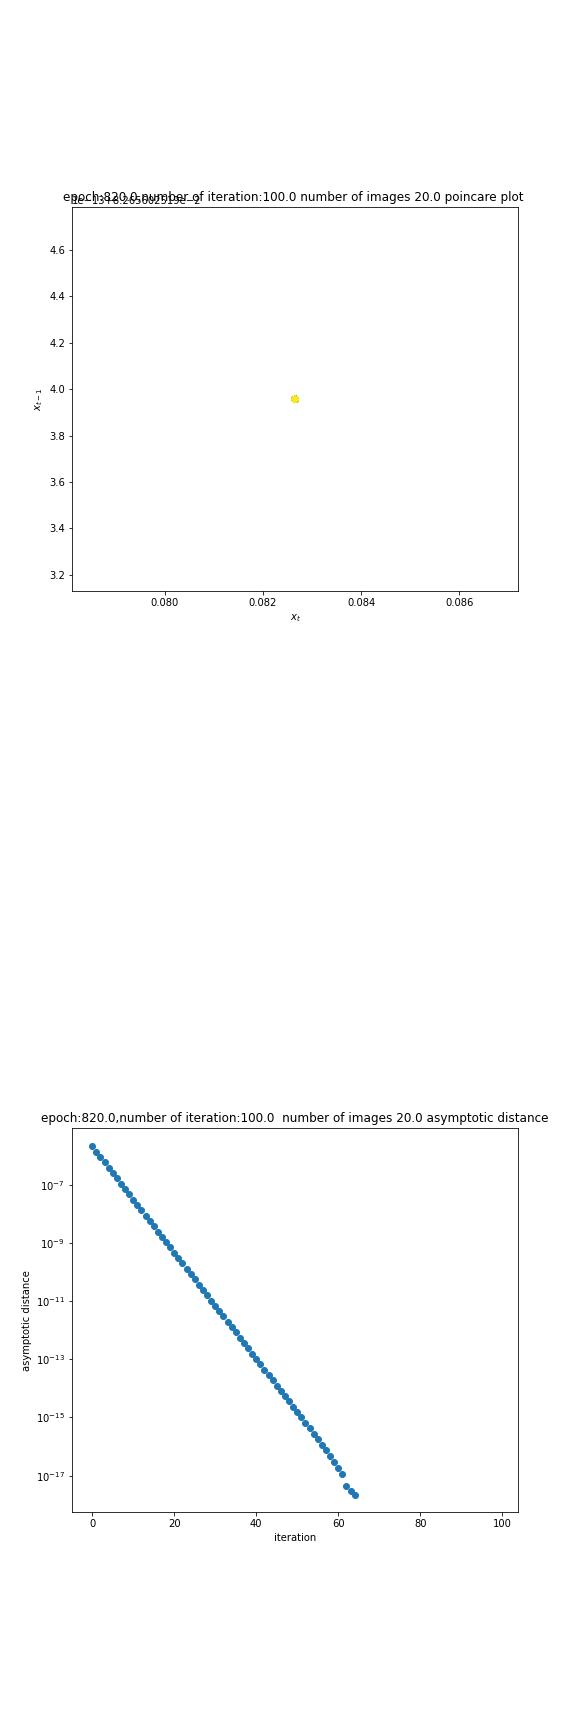 epoch:820.0,number of iteration:100.0 number of images 20.0 poincare plot
4.6
4.4
4.2
4.0
3.8
3.6
3.4
3.2
x_{t-1}
0.080 0.082 0.084 0.086
x_t
epoch:820.0,number of iteration:100.0  number of images 20.0 asymptotic distance
10^{-7}
10^{-9}
10^{-11}
10^{-13}
10^{-15}
10^{-17}
asymptotic distance
0 20 40 60 80 100
iteration